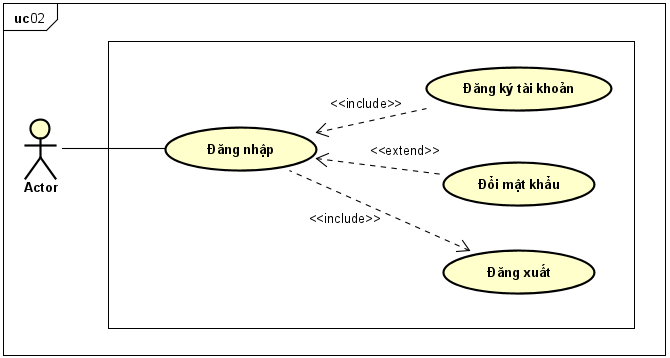 uc02
Đăng ký tài khoản
<<include>>
Đăng nhập
<<extend>>
Đổi mật khẩu
Actor
<<include>>
Đăng xuất